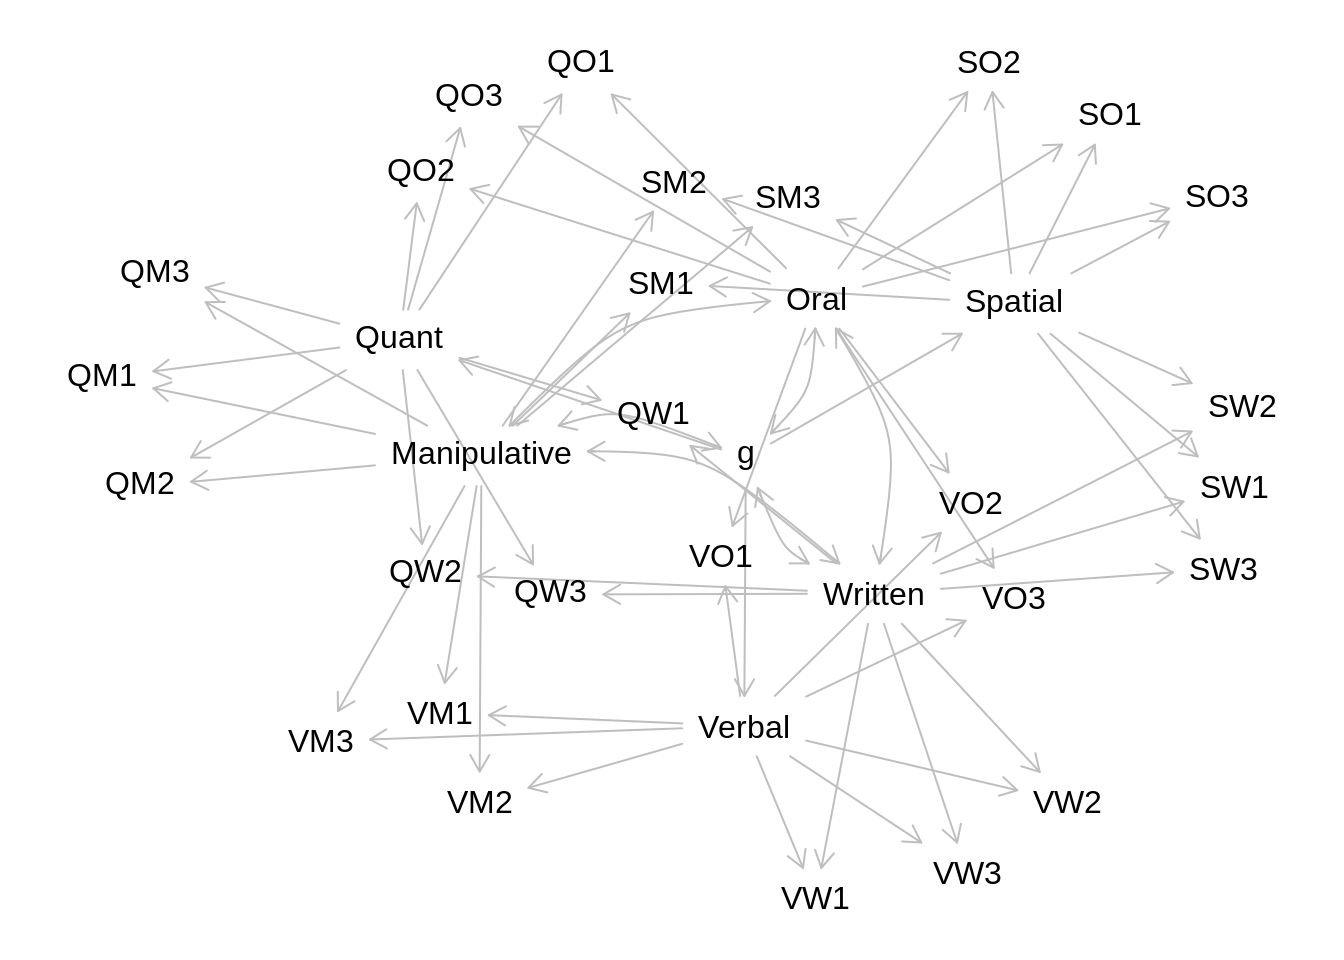 QO1
SO2
QO3
SO1
QO2
SM2
SM3
SO3
QM3
SM1
Oral
Spatial
Quant
QM1
QW1
SW2
Manipulative
g
QM2
SW1
VO2
VO1
QW2
SW3
QW3
Written
VO3
VM1
Verbal
VM3
VM2
VW2
VW3
VW1